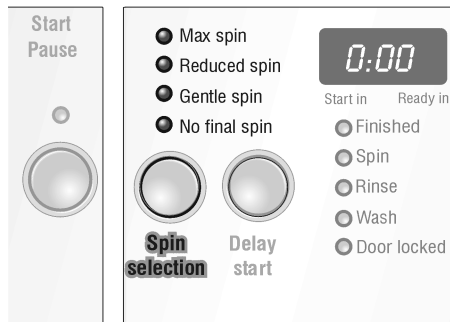 Start
Pause
Max spin
Reduced spin
Gentle spin
No final spin
0:00
Start in Ready in
Finished
Spin
Rinse
Wash
Door locked
Spin
selection
Delay
start